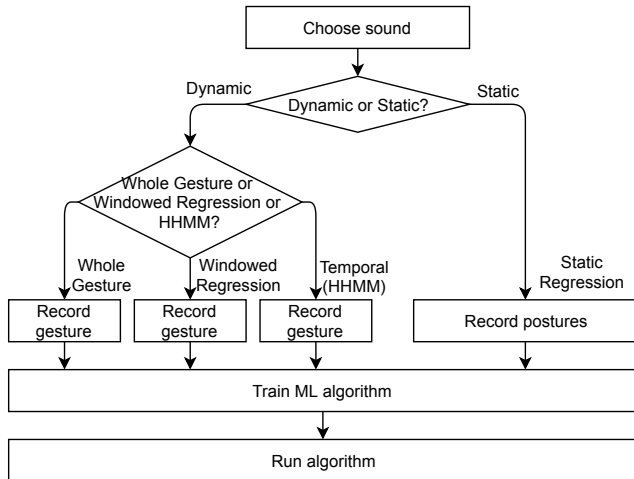 Choose sound
Dynamic
Dynamic or Static?
Static
Whole Gesture or
Windowed Regression or
HHMM?
Whole
Gesture
Windowed
Regression
Temporal
(HHMM)
Static
Regression
Record
gesture
Record
gesture
Record
gesture
Record postures
Train ML algorithm
Run algorithm